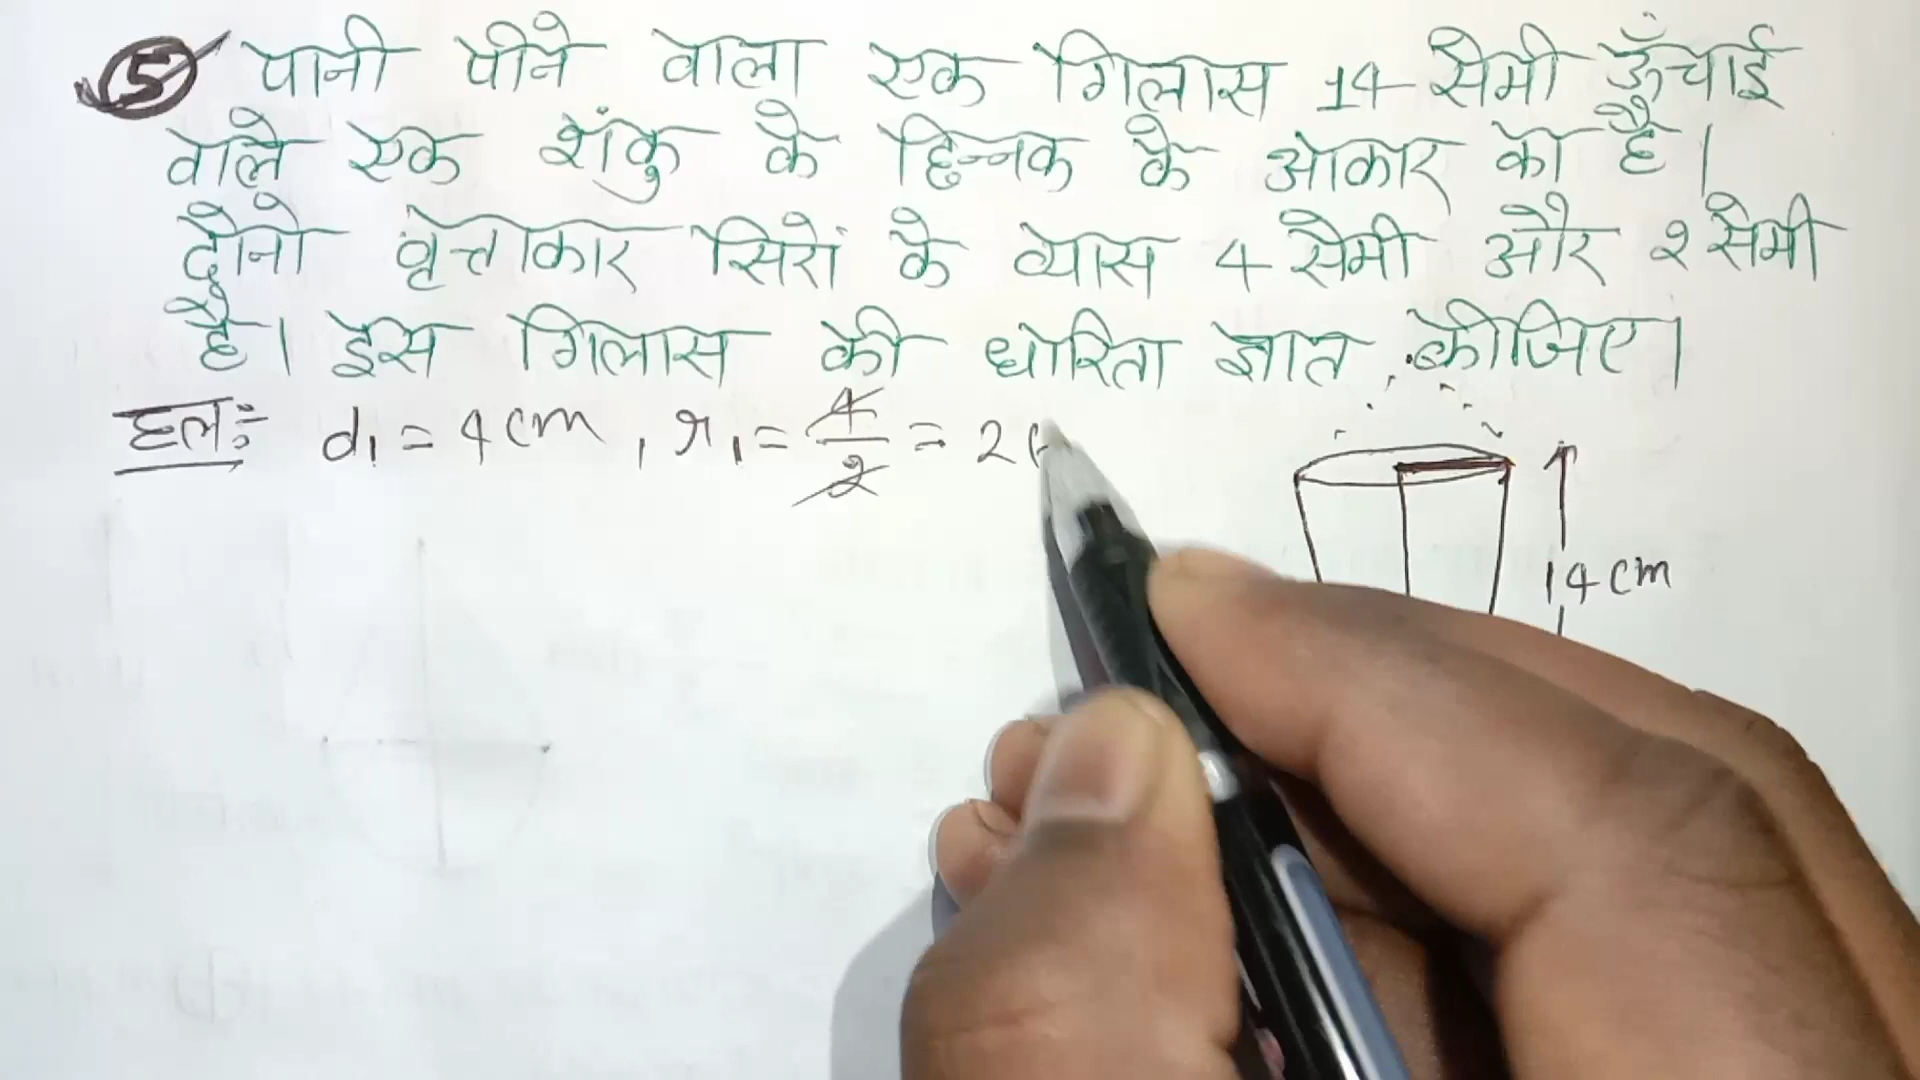 5 पानी पीने वाला एक गिलास 14 सेमी ऊँचाई
वाले एक शंकु के छिन्नक के आकार का है।
दोनों वृत्ताकार सिरों के व्यास 4 सेमी और 2 सेमी
है। इस गिलास की धारिता ज्ञात कीजिए।
हल:- d₁ = 4 cm, r₁ = 4/2 = 2 c
14 cm